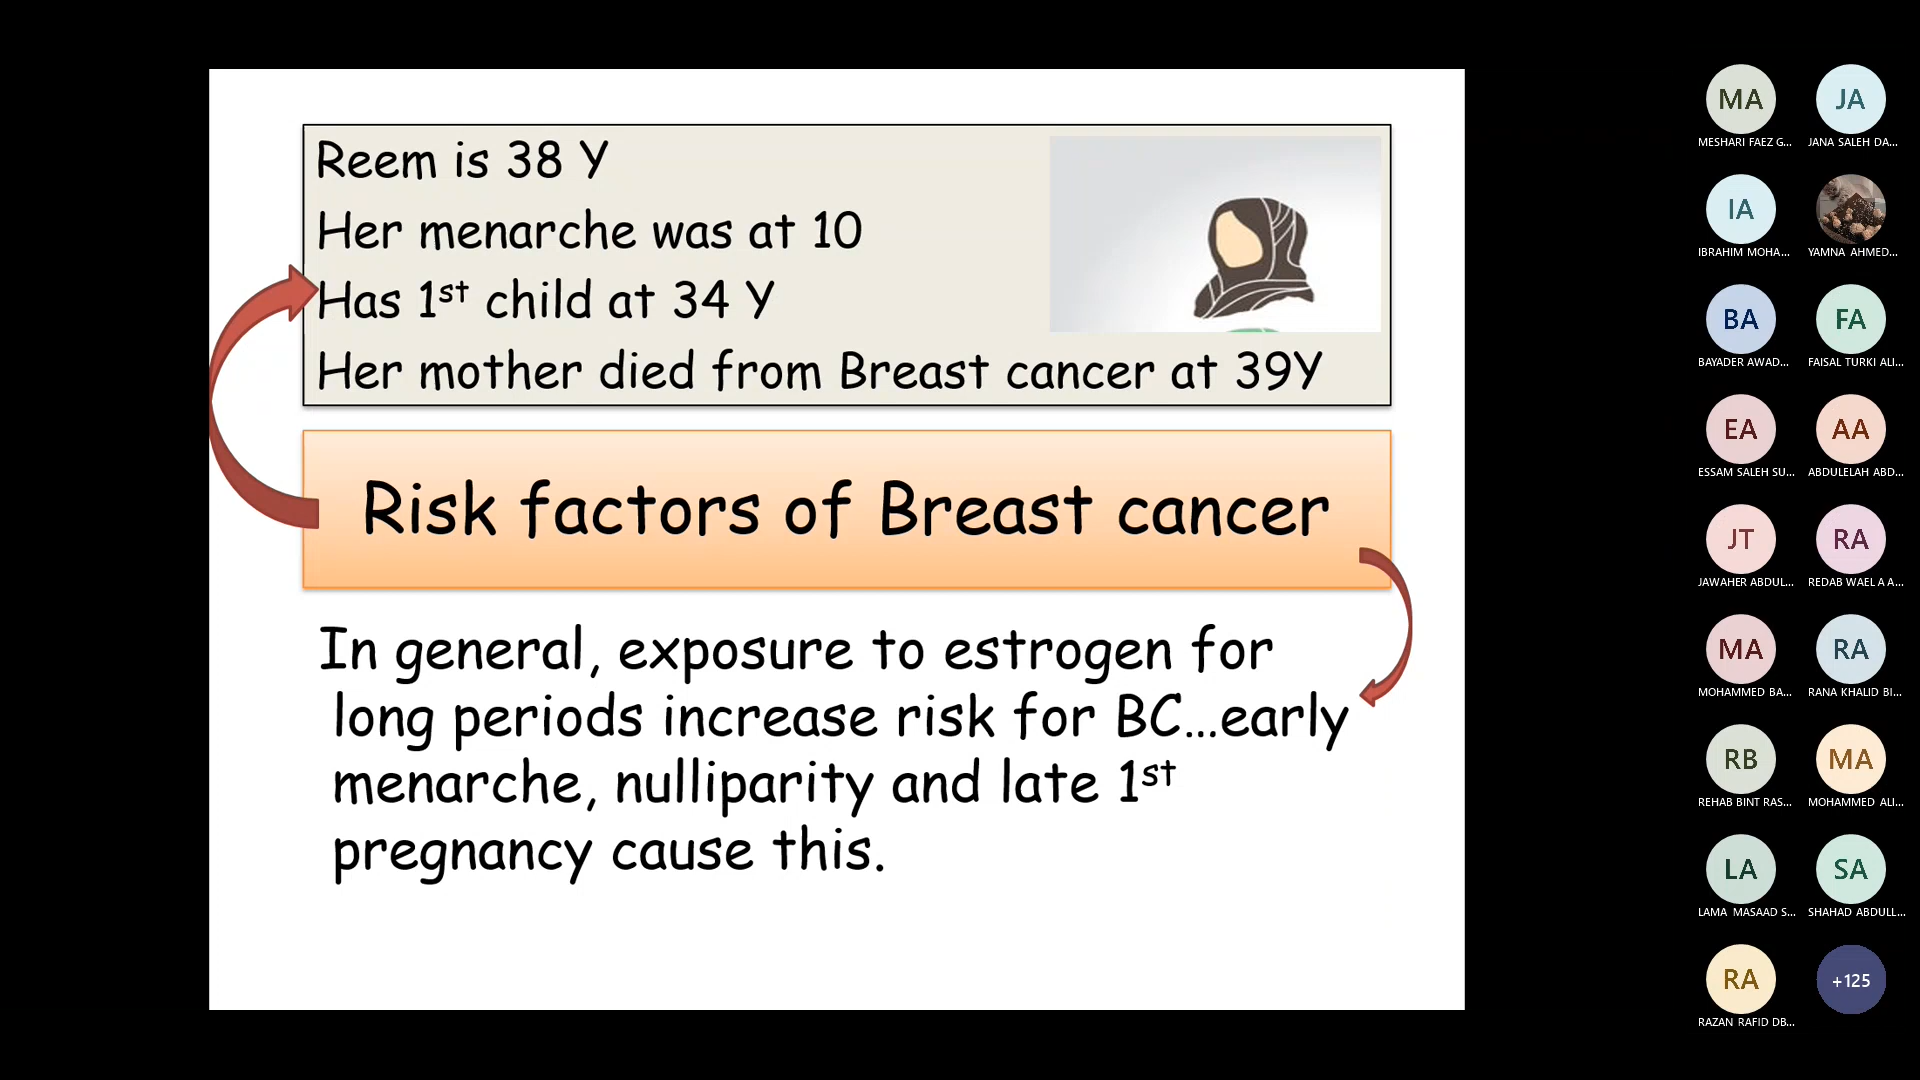 Reem is 38 Y
Her menarche was at 10
Has 1st child at 34 Y
Her mother died from Breast cancer at 39Y
Risk factors of Breast cancer
In general, exposure to estrogen for
long periods increase risk for BC...early
menarche, nulliparity and late 1st
pregnancy cause this.
MA JA
MESHARI FAEZ G... JANA SALEH DA...
IA
IBRAHIM MOHA... YAMNA AHMED...
BA FA
BAYADER AWAD... FAISAL TURKI ALI...
EA AA
ESSAM SALEH SU... ABDULELAH ABD...
JT RA
JAWAHER ABDUL... REDAB WAEL A A...
MA RA
MOHAMMED BA... RANA KHALID BI...
RB MA
REHAB BINT RAS... MOHAMMED ALI...
LA SA
LAMA MASAAD S... SHAHAD ABDULL...
RA +125
RAZAN RAFID DB...